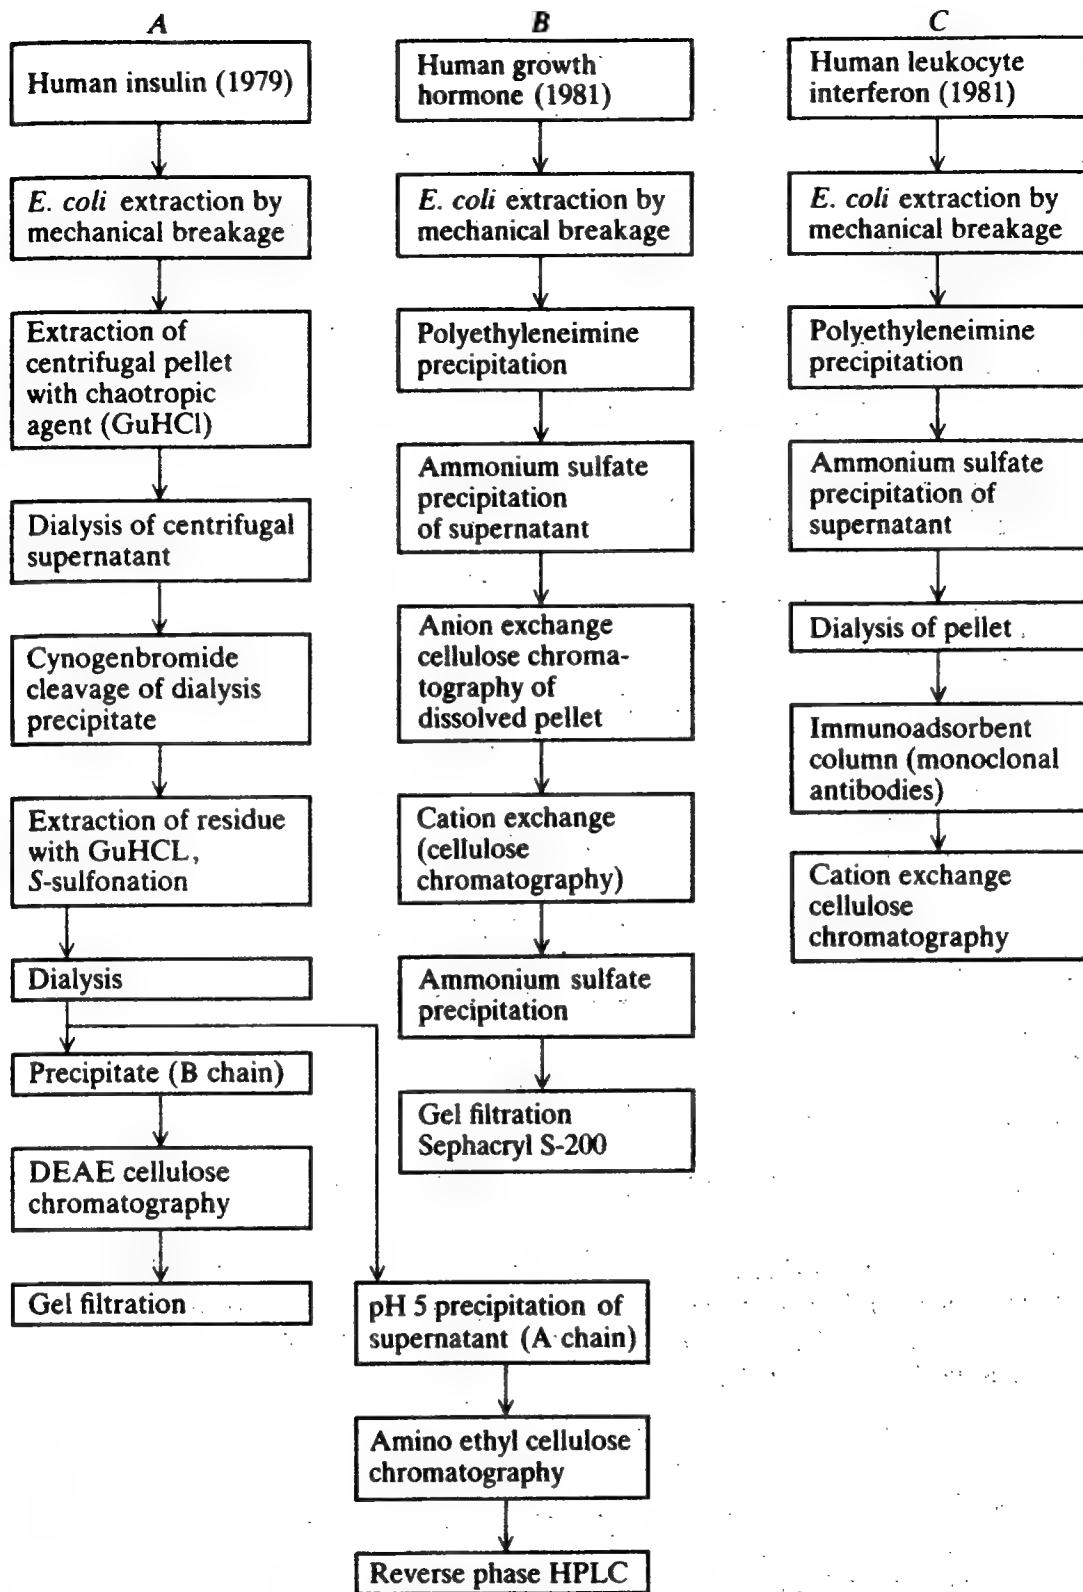 A
Human insulin (1979)
E. coli extraction by
mechanical breakage
Extraction of
centrifugal pellet
with chaotropic
agent (GuHCl)
Dialysis of centrifugal
supernatant
Cynogenbromide
cleavage of dialysis
precipitate
Extraction of residue
with GuHCL,
S-sulfonation
Dialysis
Precipitate (B chain)
DEAE cellulose
chromatography
Gel filtration
pH 5 precipitation of
supernatant (A chain)
Amino ethyl cellulose
chromatography
Reverse phase HPLC
B
Human growth
hormone (1981)
E. coli extraction by
mechanical breakage
Polyethyleneimine
precipitation
Ammonium sulfate
precipitation
of supernatant
Anion exchange
cellulose chroma-
tography of
dissolved pellet
Cation exchange
(cellulose
chromatography)
Ammonium sulfate
precipitation
Gel filtration
Sephacryl S-200
C
Human leukocyte
interferon (1981)
E. coli extraction by
mechanical breakage
Polyethyleneimine
precipitation
Ammonium sulfate
precipitation of
supernatant
Dialysis of pellet
Immunoadsorbent
column (monoclonal
antibodies)
Cation exchange
cellulose
chromatography